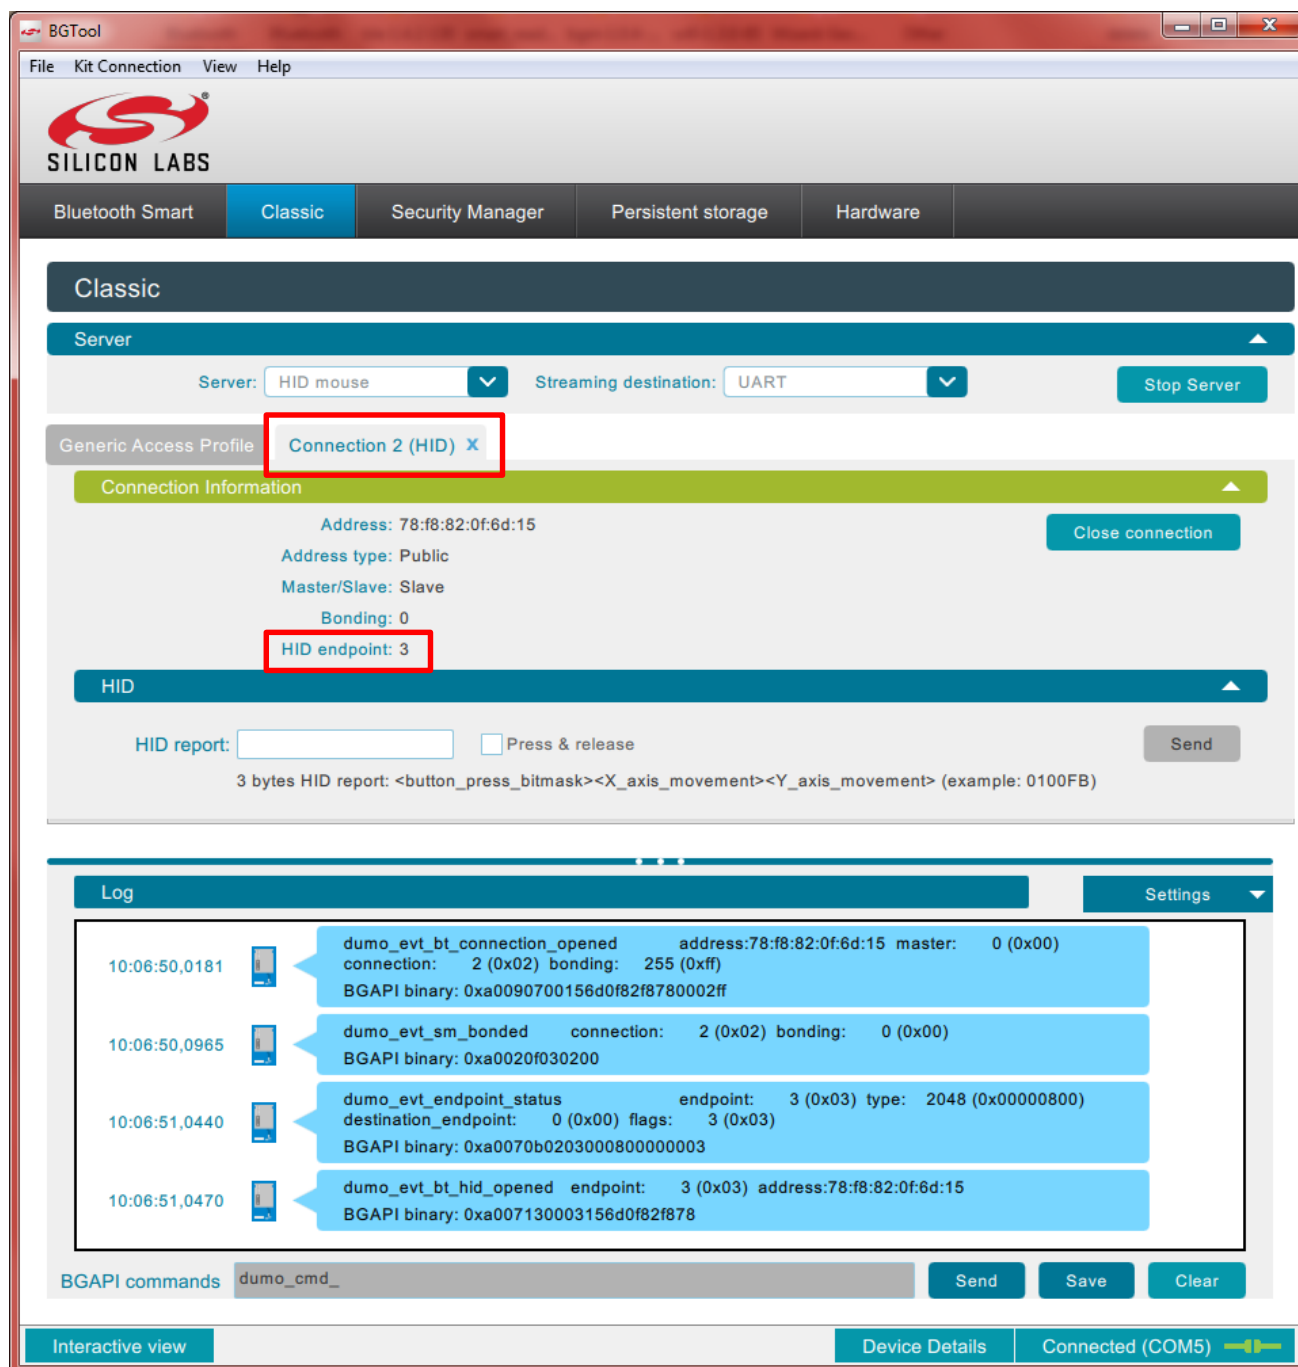 BGTool
File Kit Connection View Help
®
SILICON LABS
Bluetooth Smart Classic Security Manager Persistent storage Hardware
Classic
Server
Server: HID mouse Streaming destination: UART Stop Server
Generic Access Profile Connection 2 (HID) X
Connection Information
Address: 78:f8:82:0f:6d:15 Close connection
Address type: Public
Master/Slave: Slave
Bonding: 0
HID endpoint: 3
HID
HID report: Press & release Send
3 bytes HID report: <button_press_bitmask><X_axis_movement><Y_axis_movement> (example: 0100FB)
Log Settings
dumo_evt_bt_connection_opened address:78:f8:82:0f:6d:15 master: 0 (0x00)
10:06:50,0181 connection: 2 (0x02) bonding: 255 (0xff)
BGAPI binary: 0xa0090700156d0f82f8780002ff
dumo_evt_sm_bonded connection: 2 (0x02) bonding: 0 (0x00)
10:06:50,0965
BGAPI binary: 0xa0020f030200
dumo_evt_endpoint_status endpoint: 3 (0x03) type: 2048 (0x00000800)
10:06:51,0440 destination_endpoint: 0 (0x00) flags: 3 (0x03)
BGAPI binary: 0xa0070b0203000800000003
dumo_evt_bt_hid_opened endpoint: 3 (0x03) address:78:f8:82:0f:6d:15
10:06:51,0470
BGAPI binary: 0xa007130003156d0f82f878
BGAPI commands dumo_cmd_ Send Save Clear
Interactive view Device Details Connected (COM5)